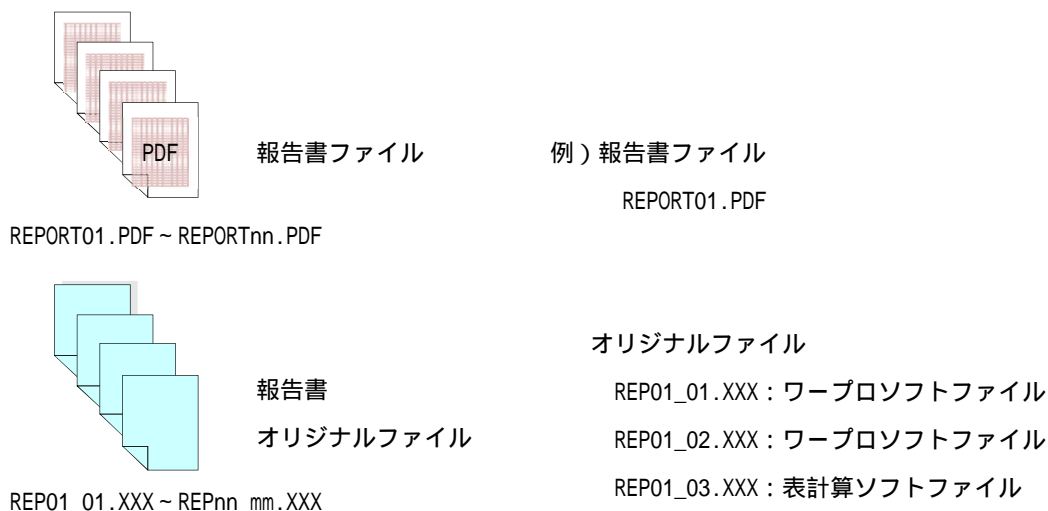 PDF
報告書ファイル
例）報告書ファイル
REPORT01.PDF
REPORT01.PDF～REPORTnn.PDF
オリジナルファイル
報告書
オリジナルファイル
REP01_01.XXX：ワープロソフトファイル
REP01_02.XXX：ワープロソフトファイル
REP01_03.XXX：表計算ソフトファイル
REP01_01.XXX～REPnn_mm.XXX